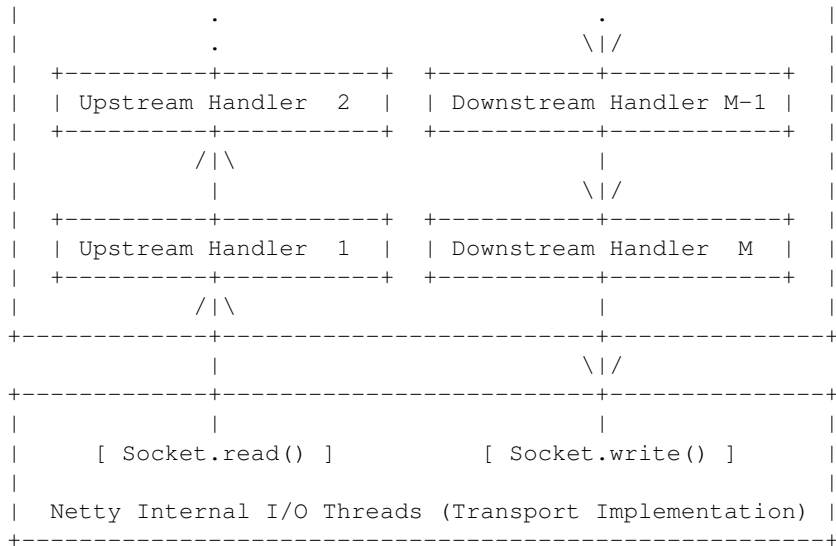 Upstream Handler 2 Downstream Handler M-1
Upstream Handler 1 Downstream Handler M
[ Socket.read() ] [ Socket.write() ]
Netty Internal I/O Threads (Transport Implementation)